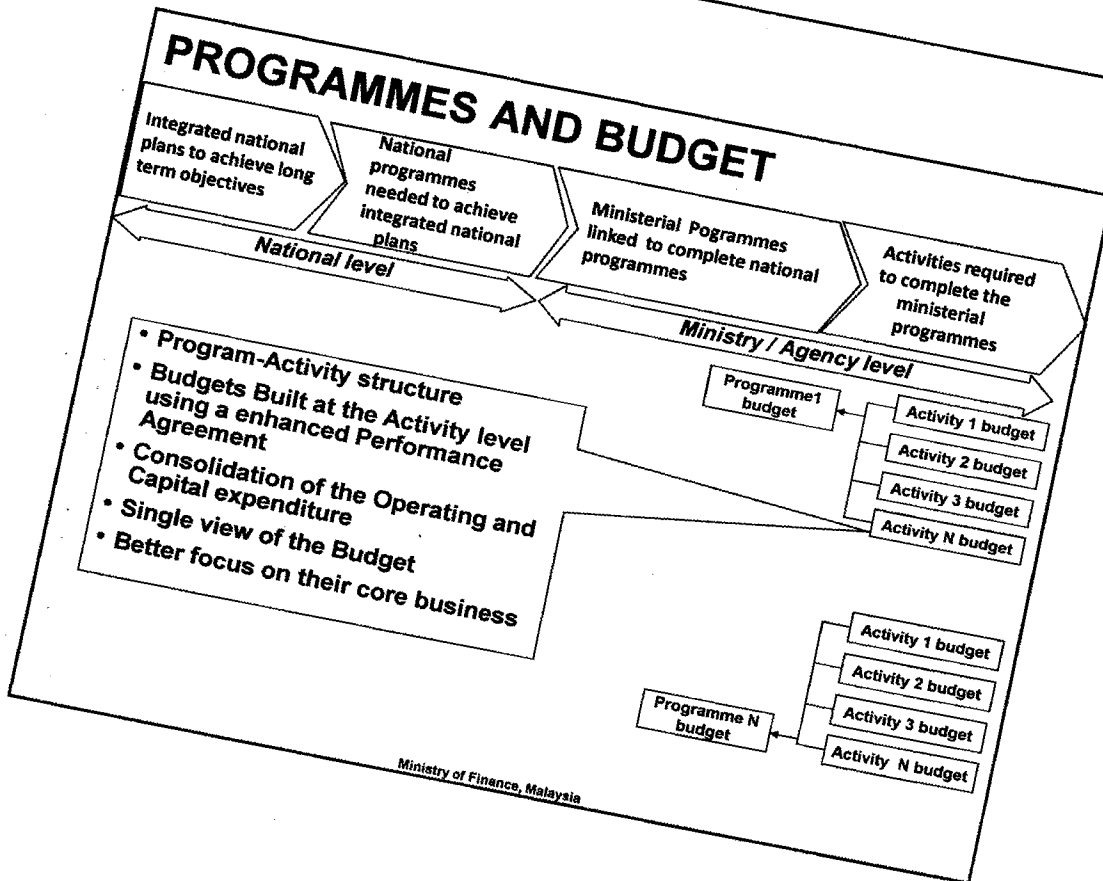 PROGRAMMES AND BUDGET
Integrated national
plans to achieve long
term objectives
National
programmes
needed to achieve
integrated national
plans
Ministerial Pogrammes
linked to complete national
programmes
Activities required
to complete the
ministerial
programmes
National level
Ministry / Agency level
• Program-Activity structure
• Budgets Built at the Activity level
using a enhanced Performance
Agreement
• Consolidation of the Operating and
Capital expenditure
• Single view of the Budget
• Better focus on their core business
Programme1
budget
Activity 1 budget
Activity 2 budget
Activity 3 budget
Activity N budget
Programme N
budget
Activity 1 budget
Activity 2 budget
Activity 3 budget
Activity N budget
Ministry of Finance, Malaysia